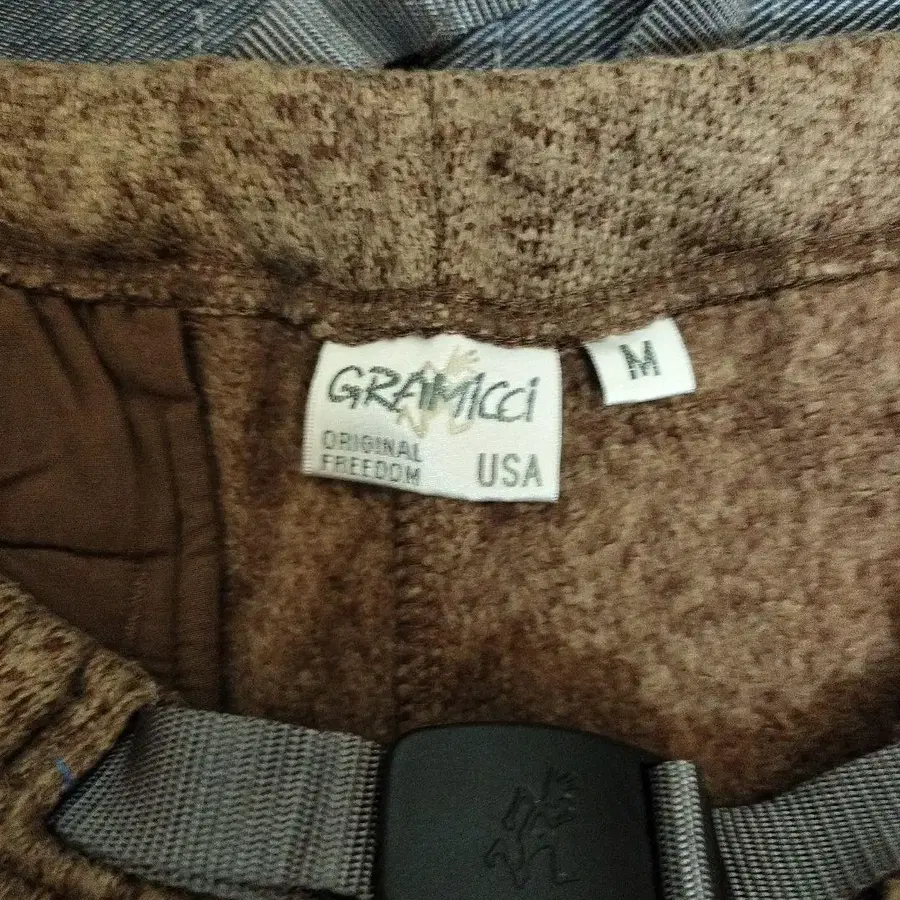 GRAMiCCi
ORIGINAL
FREEDOM
USA
M